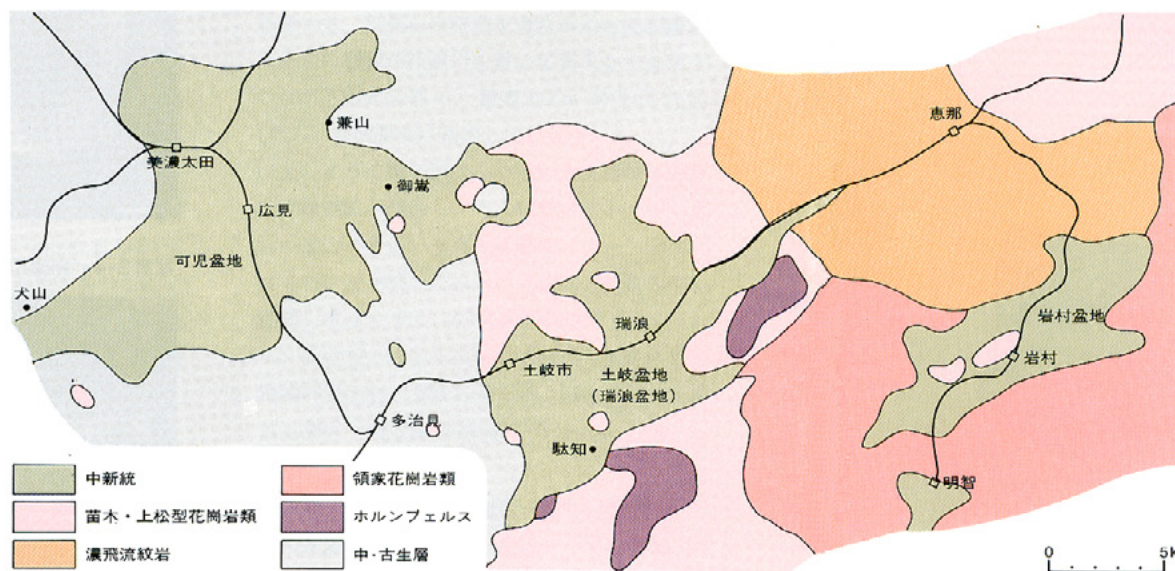 兼山
恵那
美濃太田
御嵩
広見
可児盆地
犬山
瑞浪
岩村盆地
岩村
土岐市
土岐盆地
(瑞浪盆地)
多治見
駄知
明智
中新統
領家花崗岩類
苗木・上松型花崗岩類
ホルンフェルス
濃飛流紋岩
中・古生層
0 5K